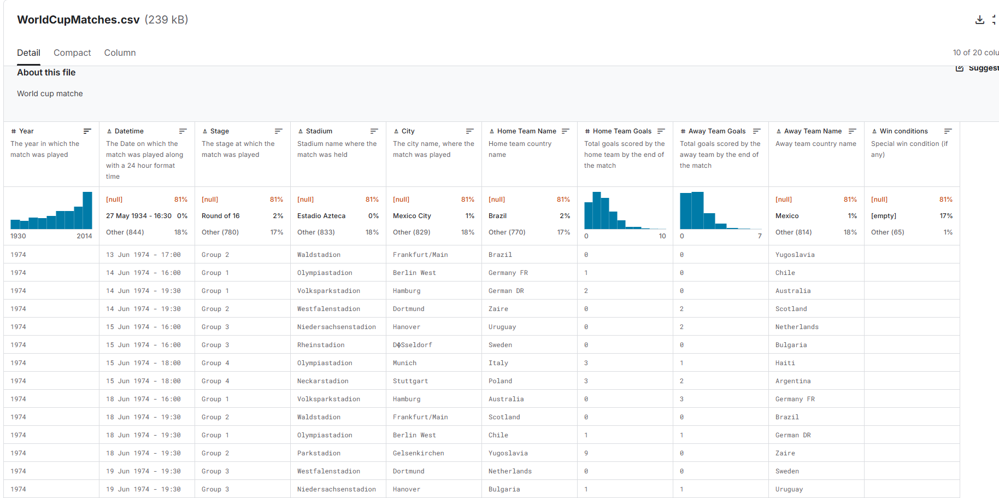 WorldCupMatches.csv (239 kB)
Detail Compact Column
10 of 20 colu
About this file
Suggest
World cup matche
# Year
The year in which the
match was played
Datetime
The Date on which the
match was played along
with a 24 hour format
time
Stage
The stage at which the
match was played
Stadium
Stadium name where the
match was held
City
The city name, where the
match was played
Home Team Name
Home team country
name
# Home Team Goals
Total goals scored by the
home team by the end of
the match
# Away Team Goals
Total goals scored by the
away team by the end of
the match
Away Team Name
Away team country name
Win conditions
Special win condition (if
any)
1930 2014
[null] 81%
27 May 1934 - 16:30 0%
Other (844) 18%
[null] 81%
Round of 16 2%
Other (780) 17%
[null] 81%
Estadio Azteca 0%
Other (833) 18%
[null] 81%
Mexico City 1%
Other (829) 18%
[null] 81%
Brazil 2%
Other (770) 17%
0 10
0 7
[null] 81%
Mexico 1%
Other (814) 18%
[null] 81%
[empty] 17%
Other (65) 1%
1974 13 Jun 1974 - 17:00 Group 2 Waldstadion Frankfurt/Main Brazil 0 0 Yugoslavia
1974 14 Jun 1974 - 16:00 Group 1 Olympiastadion Berlin West Germany FR 1 0 Chile
1974 14 Jun 1974 - 19:30 Group 1 Volksparkstadion Hamburg German DR 2 0 Australia
1974 14 Jun 1974 - 19:30 Group 2 Westfalenstadion Dortmund Zaire 0 2 Scotland
1974 15 Jun 1974 - 16:00 Group 3 Niedersachsenstadion Hanover Uruguay 0 2 Netherlands
1974 15 Jun 1974 - 16:00 Group 3 Rheinstadion D�Sseldorf Sweden 0 0 Bulgaria
1974 15 Jun 1974 - 18:00 Group 4 Olympiastadion Munich Italy 3 1 Haiti
1974 15 Jun 1974 - 18:00 Group 4 Neckarstadion Stuttgart Poland 3 2 Argentina
1974 18 Jun 1974 - 16:00 Group 1 Volksparkstadion Hamburg Australia 0 3 Germany FR
1974 18 Jun 1974 - 19:30 Group 2 Waldstadion Frankfurt/Main Scotland 0 0 Brazil
1974 18 Jun 1974 - 19:30 Group 1 Olympiastadion Berlin West Chile 1 1 German DR
1974 18 Jun 1974 - 19:30 Group 2 Parkstadion Gelsenkirchen Yugoslavia 9 0 Zaire
1974 19 Jun 1974 - 19:30 Group 3 Westfalenstadion Dortmund Netherlands 0 0 Sweden
1974 19 Jun 1974 - 19:30 Group 3 Niedersachsenstadion Hanover Bulgaria 1 1 Uruguay